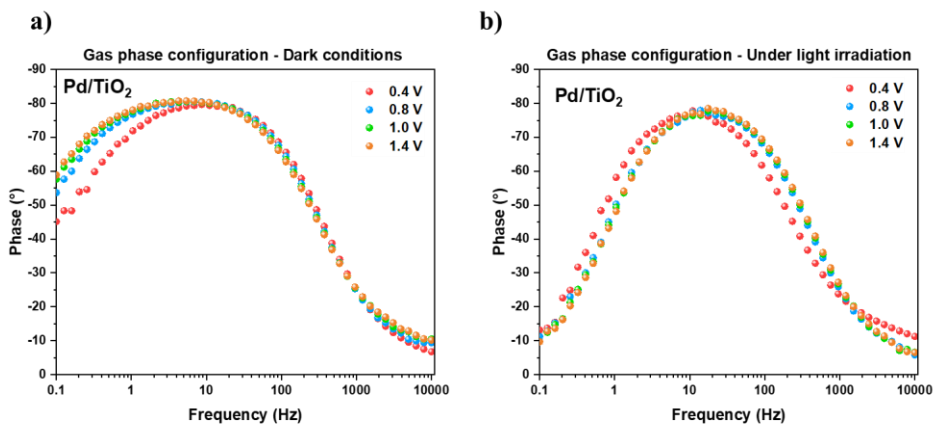 a)
Gas phase configuration - Dark conditions
Pd/TiO₂
0.4 V
0.8 V
1.0 V
1.4 V
-90
-80
-70
-60
-50
-40
-30
-20
-10
0
Phase (°)
0.1 1 10 100 1000 10000
Frequency (Hz)
b)
Gas phase configuration - Under light irradiation
Pd/TiO₂
0.4 V
0.8 V
1.0 V
1.4 V
-90
-80
-70
-60
-50
-40
-30
-20
-10
0
Phase (°)
0.1 1 10 100 1000 10000
Frequency (Hz)